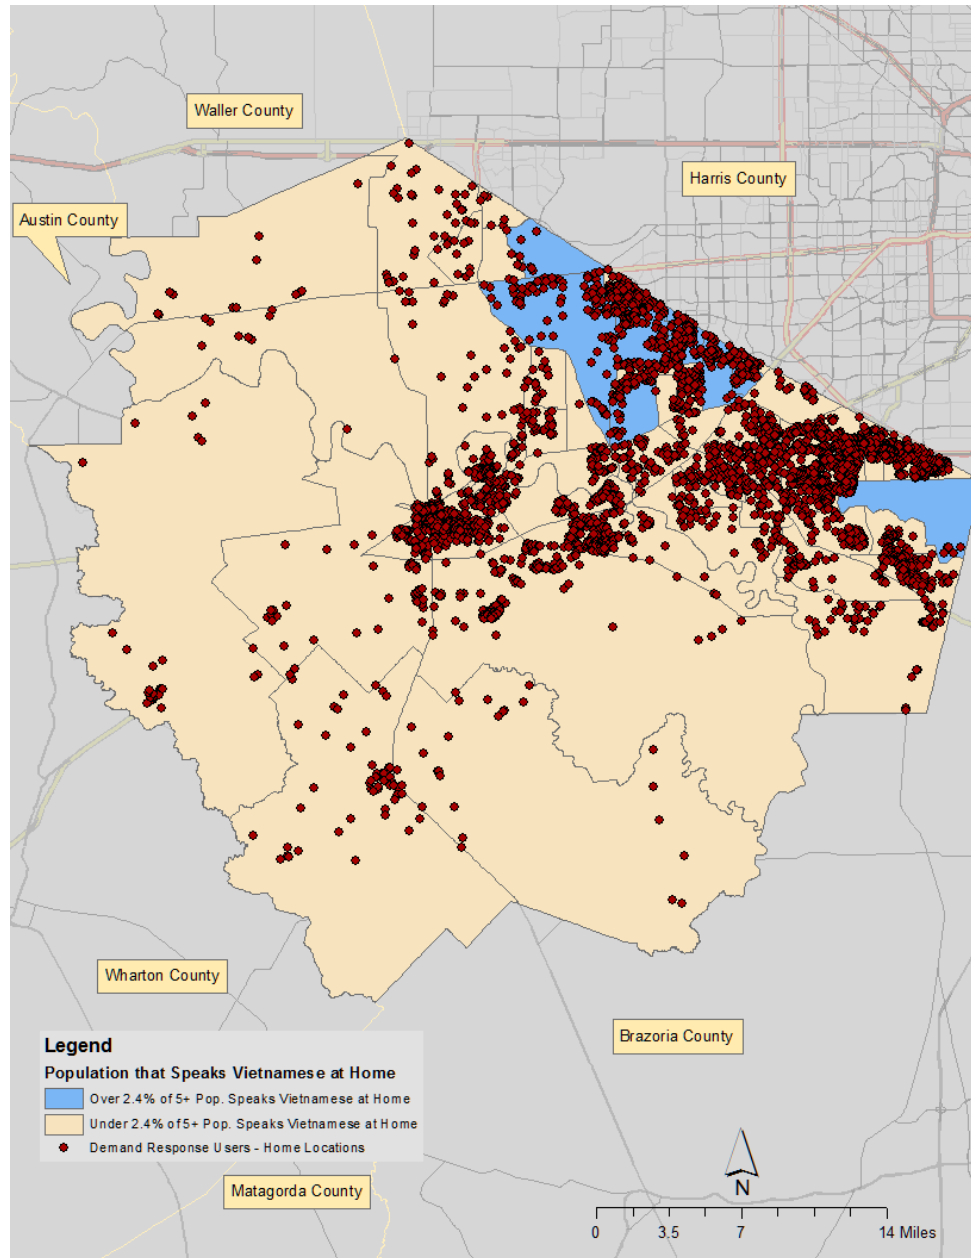 Waller County
Harris County
Austin County
Wharton County
Brazoria County
Legend
Population that Speaks Vietnamese at Home
Over 2.4% of 5+ Pop. Speaks Vietnamese at Home
Under 2.4% of 5+ Pop. Speaks Vietnamese at Home
Demand Response Users - Home Locations
Matagorda County
N
0 3.5 7 14 Miles